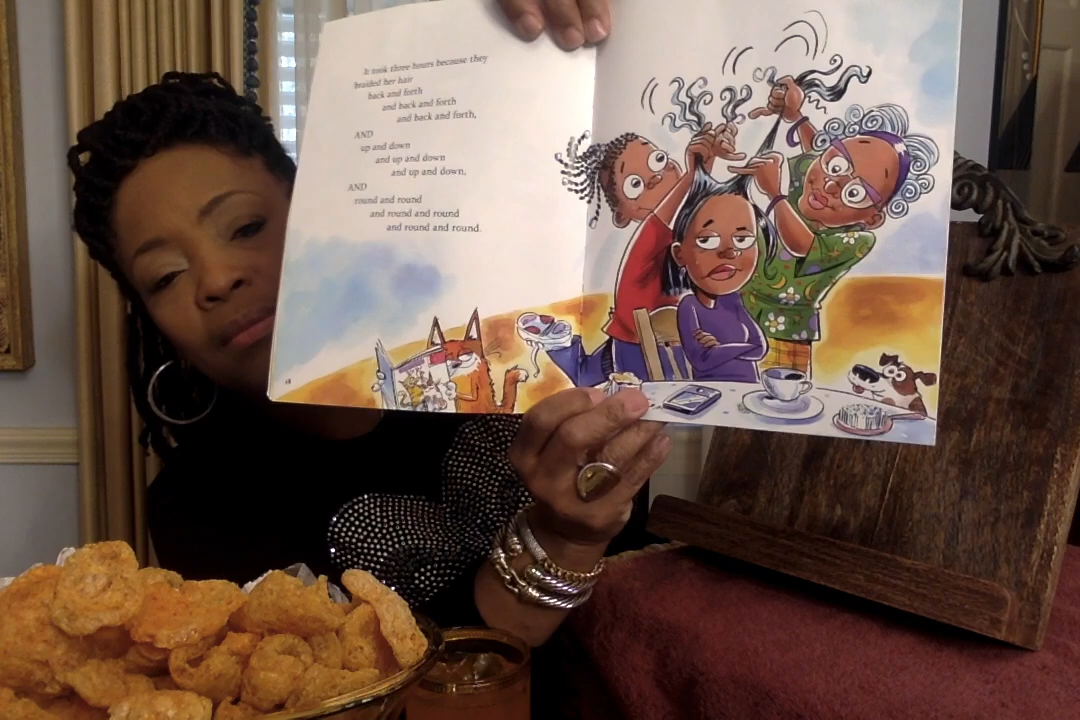 It took three hours because they
braided her hair
back and forth
and back and forth
and back and forth,
AND
up and down
and up and down
and up and down,
AND
round and round
and round and round
and round and round.